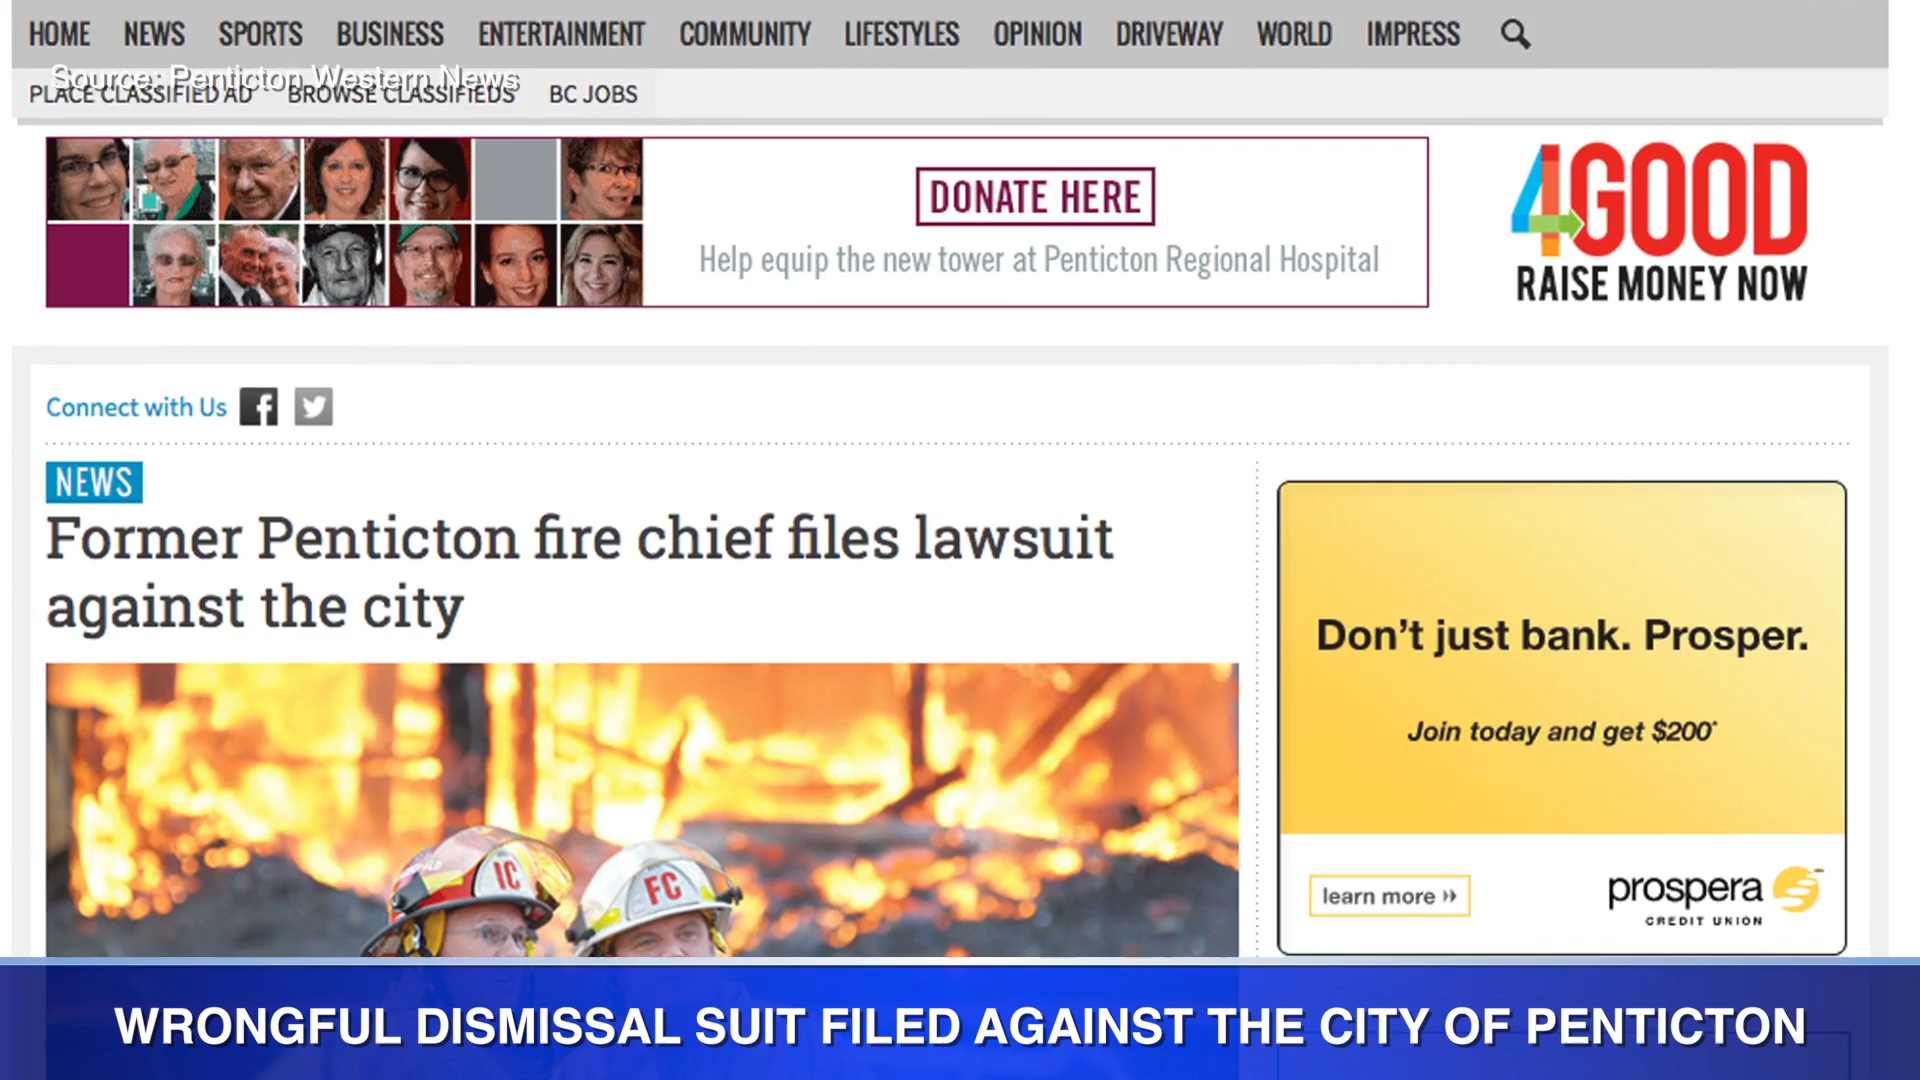 HOME NEWS SPORTS BUSINESS ENTERTAINMENT COMMUNITY LIFESTYLES OPINION DRIVEWAY WORLD IMPRESS
Source: Penticton Western News
PLACE CLASSIFIED AD BROWSE CLASSIFIEDS BC JOBS
DONATE HERE
Help equip the new tower at Penticton Regional Hospital
4GOOD
RAISE MONEY NOW
Connect with Us
NEWS
Former Penticton fire chief files lawsuit
against the city
Don't just bank. Prosper.
Join today and get $200*
learn more
prospera
CREDIT UNION
IC
FC
WRONGFUL DISMISSAL SUIT FILED AGAINST THE CITY OF PENTICTON